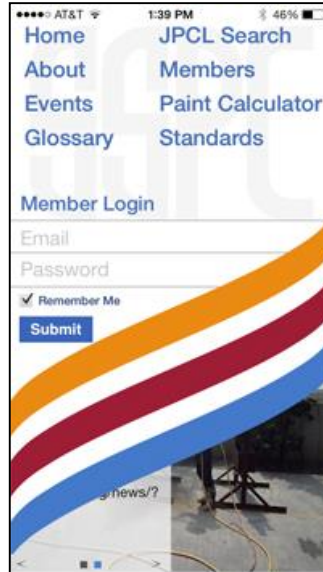 AT&T 1:39 PM 46%
Home JPCL Search
About Members
Events Paint Calculator
Glossary Standards
Member Login
Email
Password
Remember Me
Submit
news/?
< >